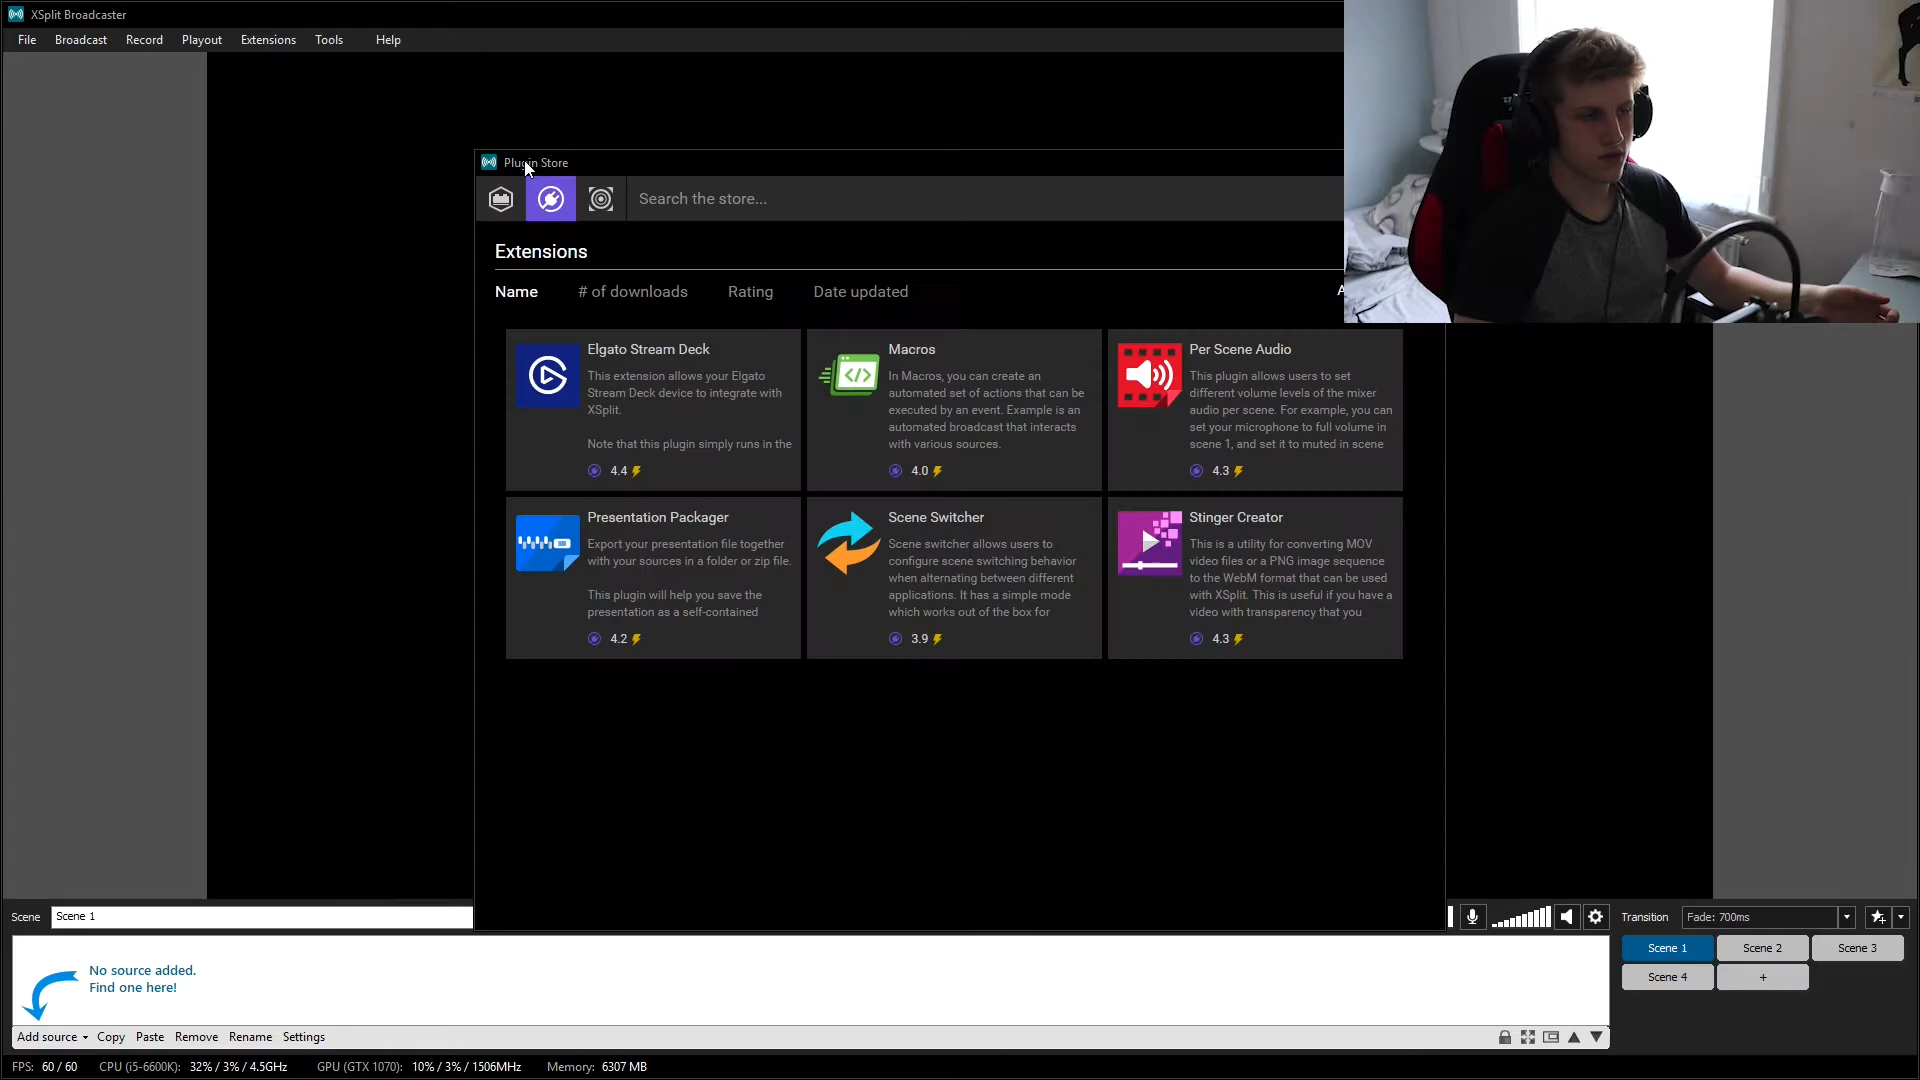 XSplit Broadcaster
File Broadcast Record Playout Extensions Tools Help
Plugin Store
Search the store...
Extensions
Name # of downloads Rating Date updated
Elgato Stream Deck
This extension allows your Elgato
Stream Deck device to integrate with
XSplit.
Note that this plugin simply runs in the
4.4
Macros
In Macros, you can create an
automated set of actions that can be
executed by an event. Example is an
automated broadcast that interacts
with various sources.
4.0
Per Scene Audio
This plugin allows users to set
different volume levels of the mixer
audio per scene. For example, you can
set your microphone to full volume in
scene 1, and set it to muted in scene
4.3
Presentation Packager
Export your presentation file together
with your sources in a folder or zip file.
This plugin will help you save the
presentation as a self-contained
4.2
Scene Switcher
Scene switcher allows users to
configure scene switching behavior
when alternating between different
applications. It has a simple mode
which works out of the box for
3.9
Stinger Creator
This is a utility for converting MOV
video files or a PNG image sequence
to the WebM format that can be used
with XSplit. This is useful if you have a
video with transparency that you
4.3
Scene Scene 1
Transition Fade: 700ms
Scene 1 Scene 2 Scene 3
Scene 4 +
No source added.
Find one here!
Add source Copy Paste Remove Rename Settings
FPS: 60 / 60 CPU (i5-6600K): 32% / 3% / 4.5GHz GPU (GTX 1070): 10% / 3% / 1506MHz Memory: 6307 MB